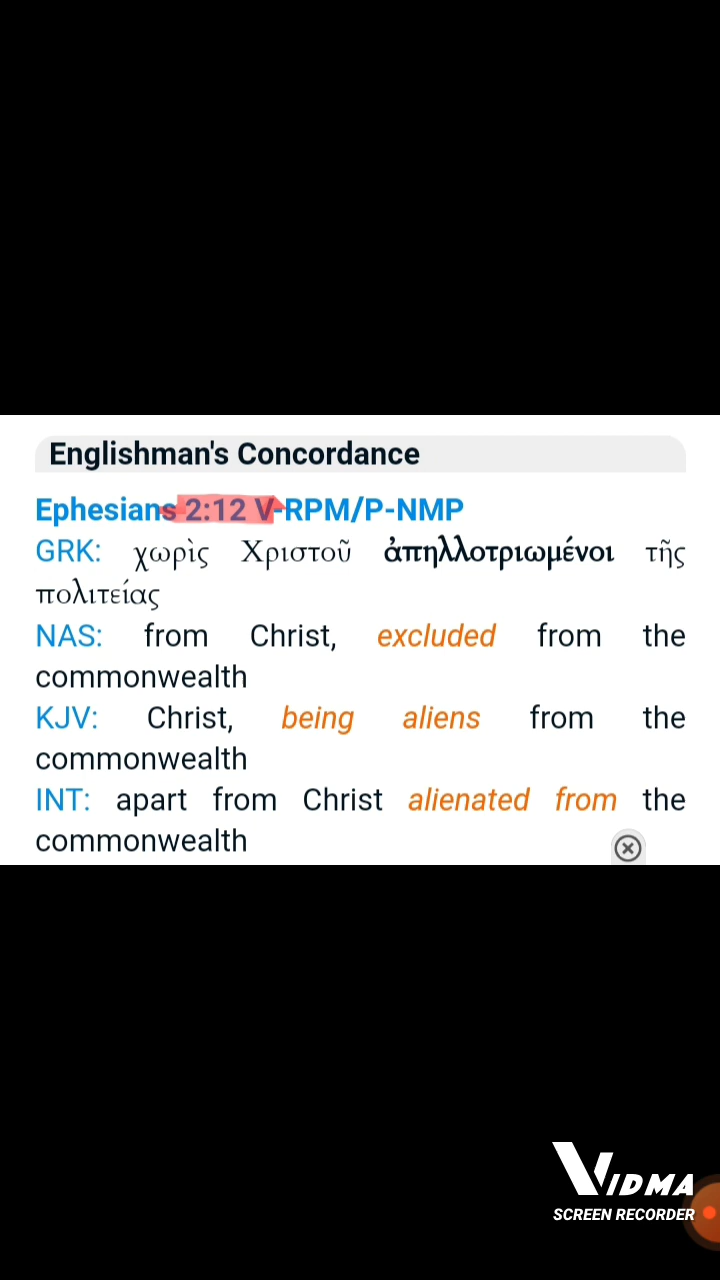 Englishman's Concordance
Ephesians 2:12 V-RPM/P-NMP
GRK: χωρὶς Χριστοῦ ἀπηλλοτριωμένοι τῆς
πολιτείας
NAS: from Christ, excluded from the
commonwealth
KJV: Christ, being aliens from the
commonwealth
INT: apart from Christ alienated from the
commonwealth
VIDMA
SCREEN RECORDER